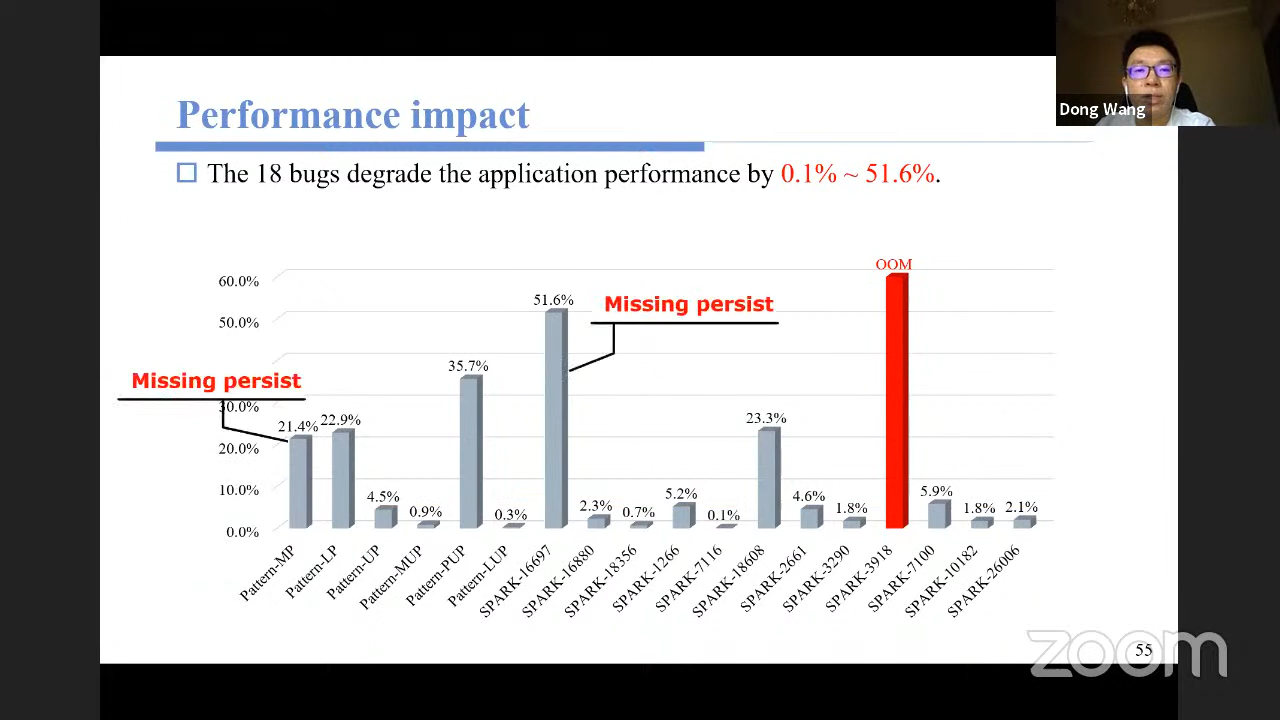 Dong Wang
Performance impact
The 18 bugs degrade the application performance by 0.1% ~ 51.6%.
60.0%
50.0%
30.0%
20.0%
10.0%
0.0%
Missing persist
Missing persist
21.4%
22.9%
4.5%
0.9%
35.7%
0.3%
51.6%
2.3%
0.7%
5.2%
0.1%
23.3%
4.6%
1.8%
OOM
5.9%
1.8%
2.1%
Pattern-MP
Pattern-LP
Pattern-UP
Pattern-MUP
Pattern-PUP
Pattern-LUP
SPARK-16697
SPARK-16880
SPARK-18356
SPARK-1266
SPARK-7116
SPARK-18608
SPARK-2661
SPARK-3290
SPARK-3918
SPARK-7100
SPARK-10182
SPARK-26006
55
zoom